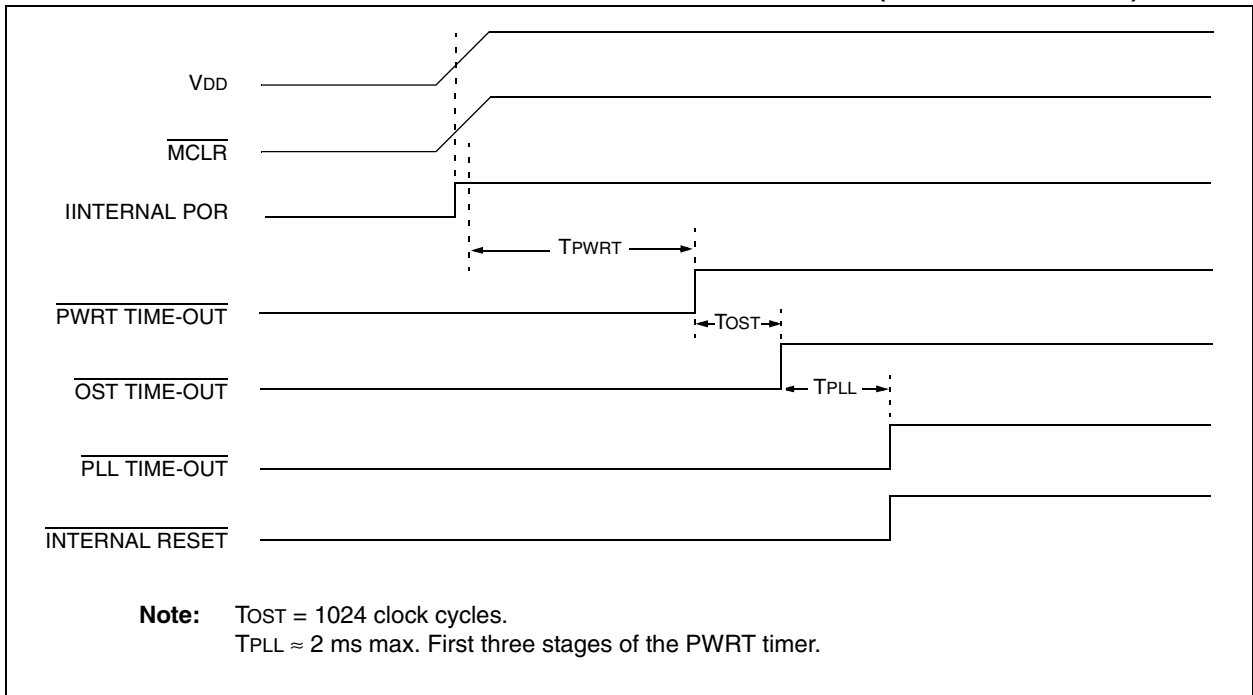 VDD
MCLR
IINTERNAL POR
TPWRT
PWRT TIME-OUT
TOST
OST TIME-OUT
TPLL
PLL TIME-OUT
INTERNAL RESET
Note: TOST = 1024 clock cycles.
TPLL ≈ 2 ms max. First three stages of the PWRT timer.